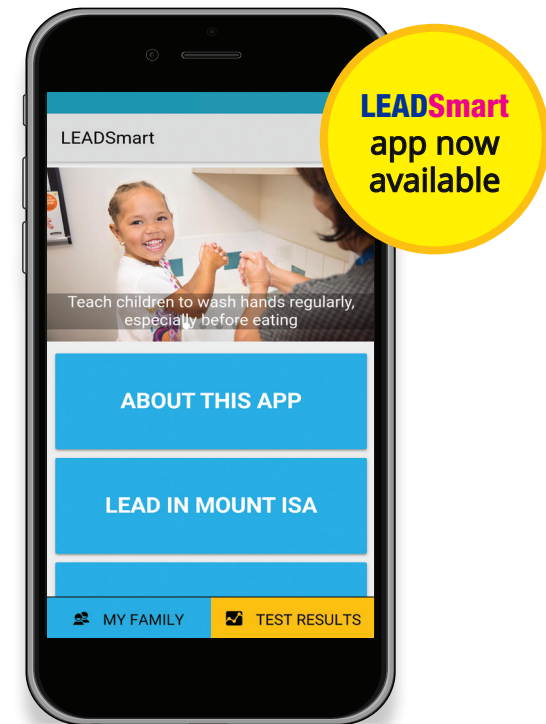 LEADSmart
app now
available
LEADSmart
Teach children to wash hands regularly,
especially before eating
ABOUT THIS APP
LEAD IN MOUNT ISA
MY FAMILY
TEST RESULTS